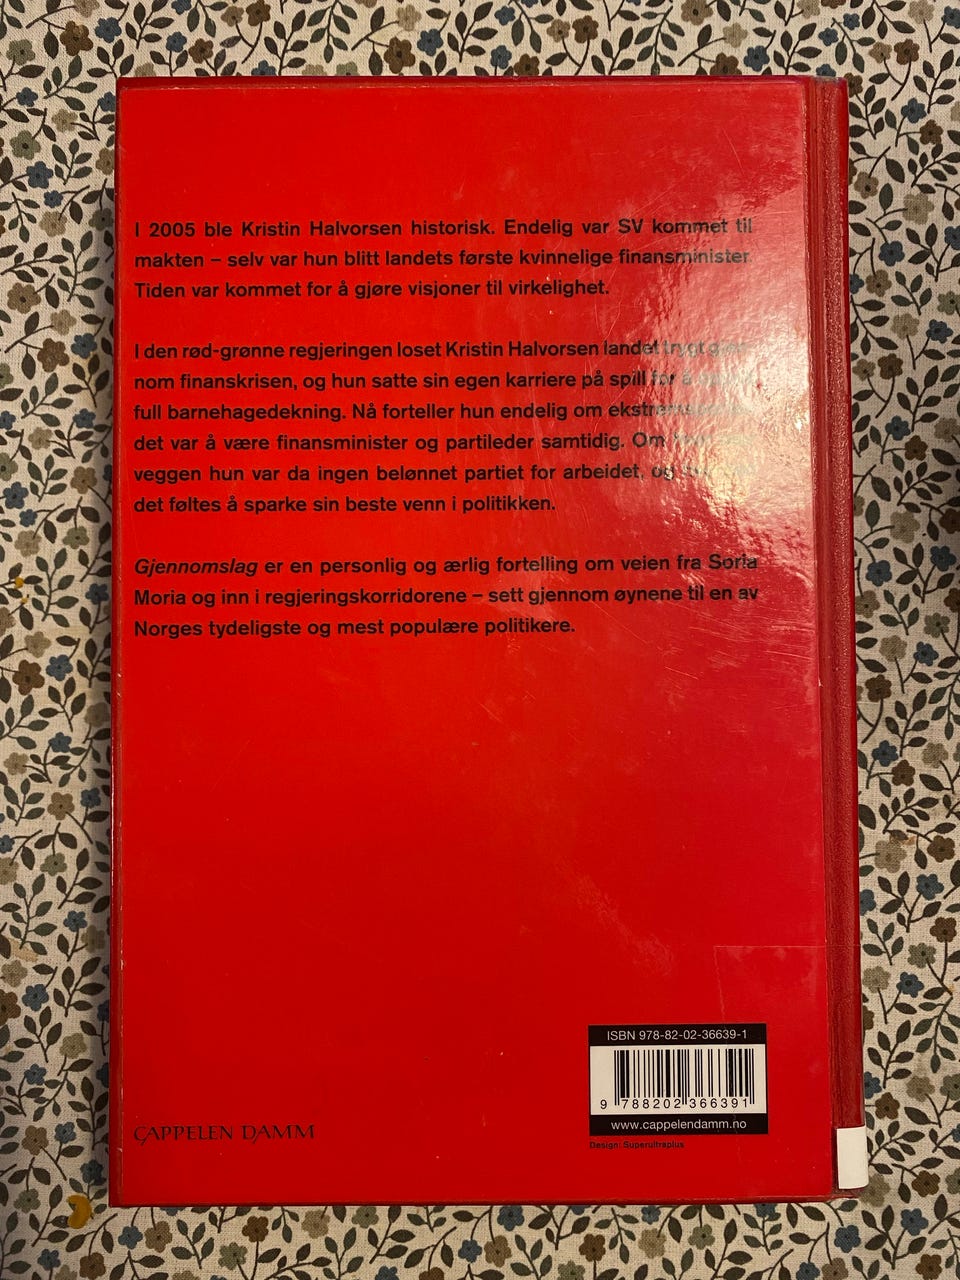 I 2005 ble Kristin Halvorsen historisk. Endelig var SV kommet til
makten – selv var hun blitt landets første kvinnelige finansminister.
Tiden var kommet for å gjøre visjoner til virkelighet.
I den rød-grønne regjeringen loset Kristin Halvorsen landet trygt
nom finanskrisen, og hun satte sin egen karriere på spill for å
full barnehagedekning. Nå forteller hun endelig om
det var å være finansminister og partileder samtidig. Om
veggen hun var da ingen belønnet partiet for arbeidet, og
det føltes å sparke sin beste venn i politikken.
Gjennomslag er en personlig og ærlig fortelling om veien fra Soria
Moria og inn i regjeringskorridorene – sett gjennom øynene til en av
Norges tydeligste og mest populære politikere.
ISBN 978-82-02-36639-1
9 788202 366391
www.cappelendamm.no
Design: Superultraplus
CAPPELEN DAMM